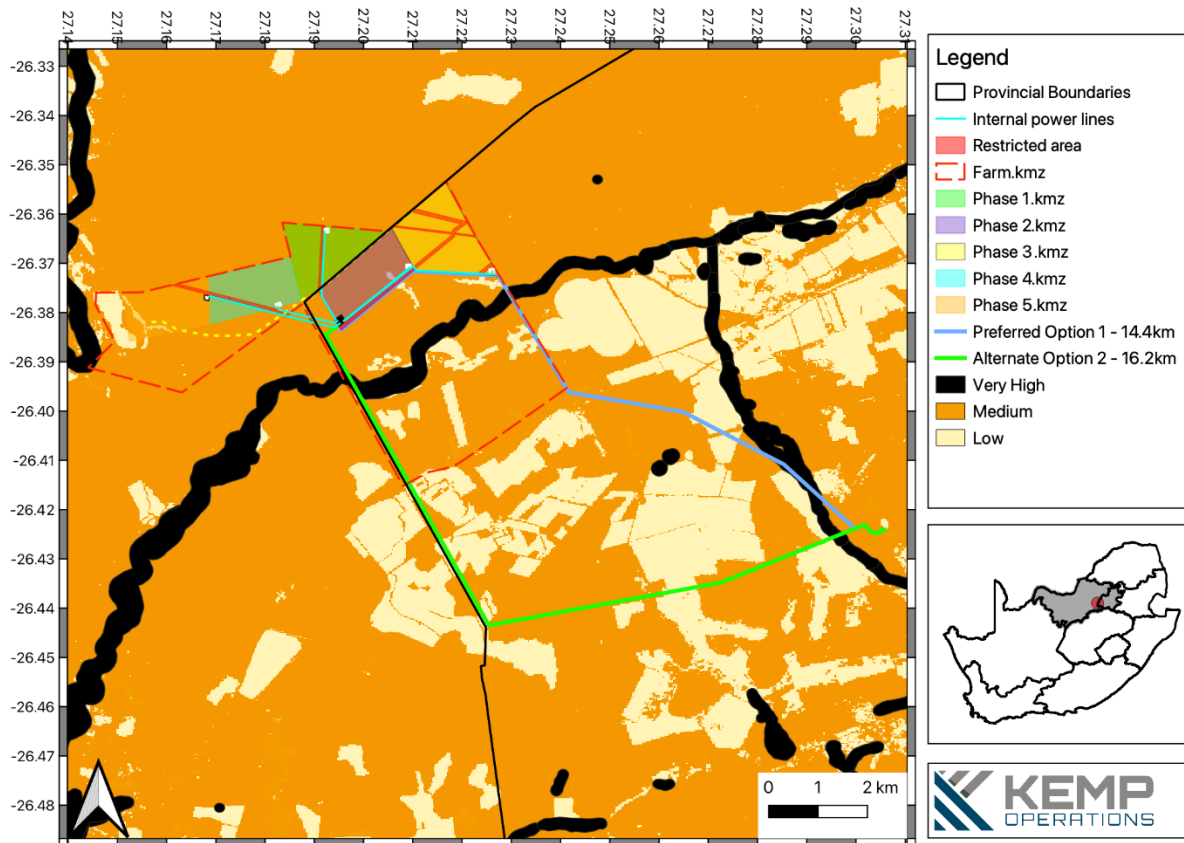 27.14 27.15 27.16 27.17 27.18 27.19 27.20 27.21 27.22 27.23 27.24 27.25 27.26 27.27 27.28 27.29 27.30 27.31
-26.33
-26.34
-26.35
-26.36
-26.37
-26.38
-26.39
-26.40
-26.41
-26.42
-26.43
-26.44
-26.45
-26.46
-26.47
-26.48
0 1 2 km
Legend
Provincial Boundaries
Internal power lines
Restricted area
Farm.kmz
Phase 1.kmz
Phase 2.kmz
Phase 3.kmz
Phase 4.kmz
Phase 5.kmz
Preferred Option 1 - 14.4km
Alternate Option 2 - 16.2km
Very High
Medium
Low
KEMP
OPERATIONS